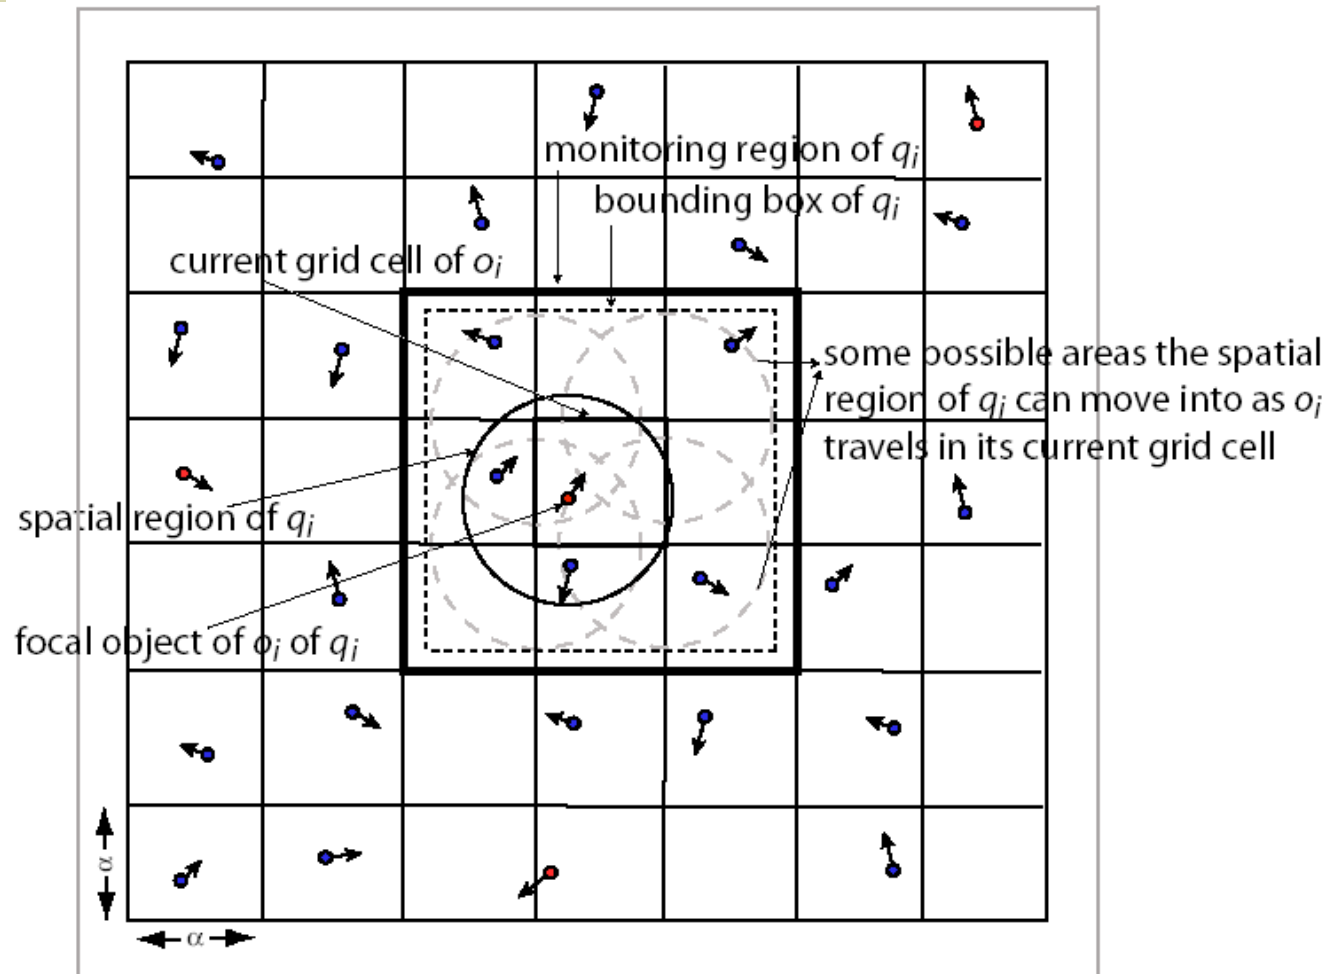 monitoring region of qi
bounding box of qi
current grid cell of oi
some possible areas the spatial
region of qi can move into as oi
travels in its current grid cell
spatial region of qi
focal object of oi of qi
α
α